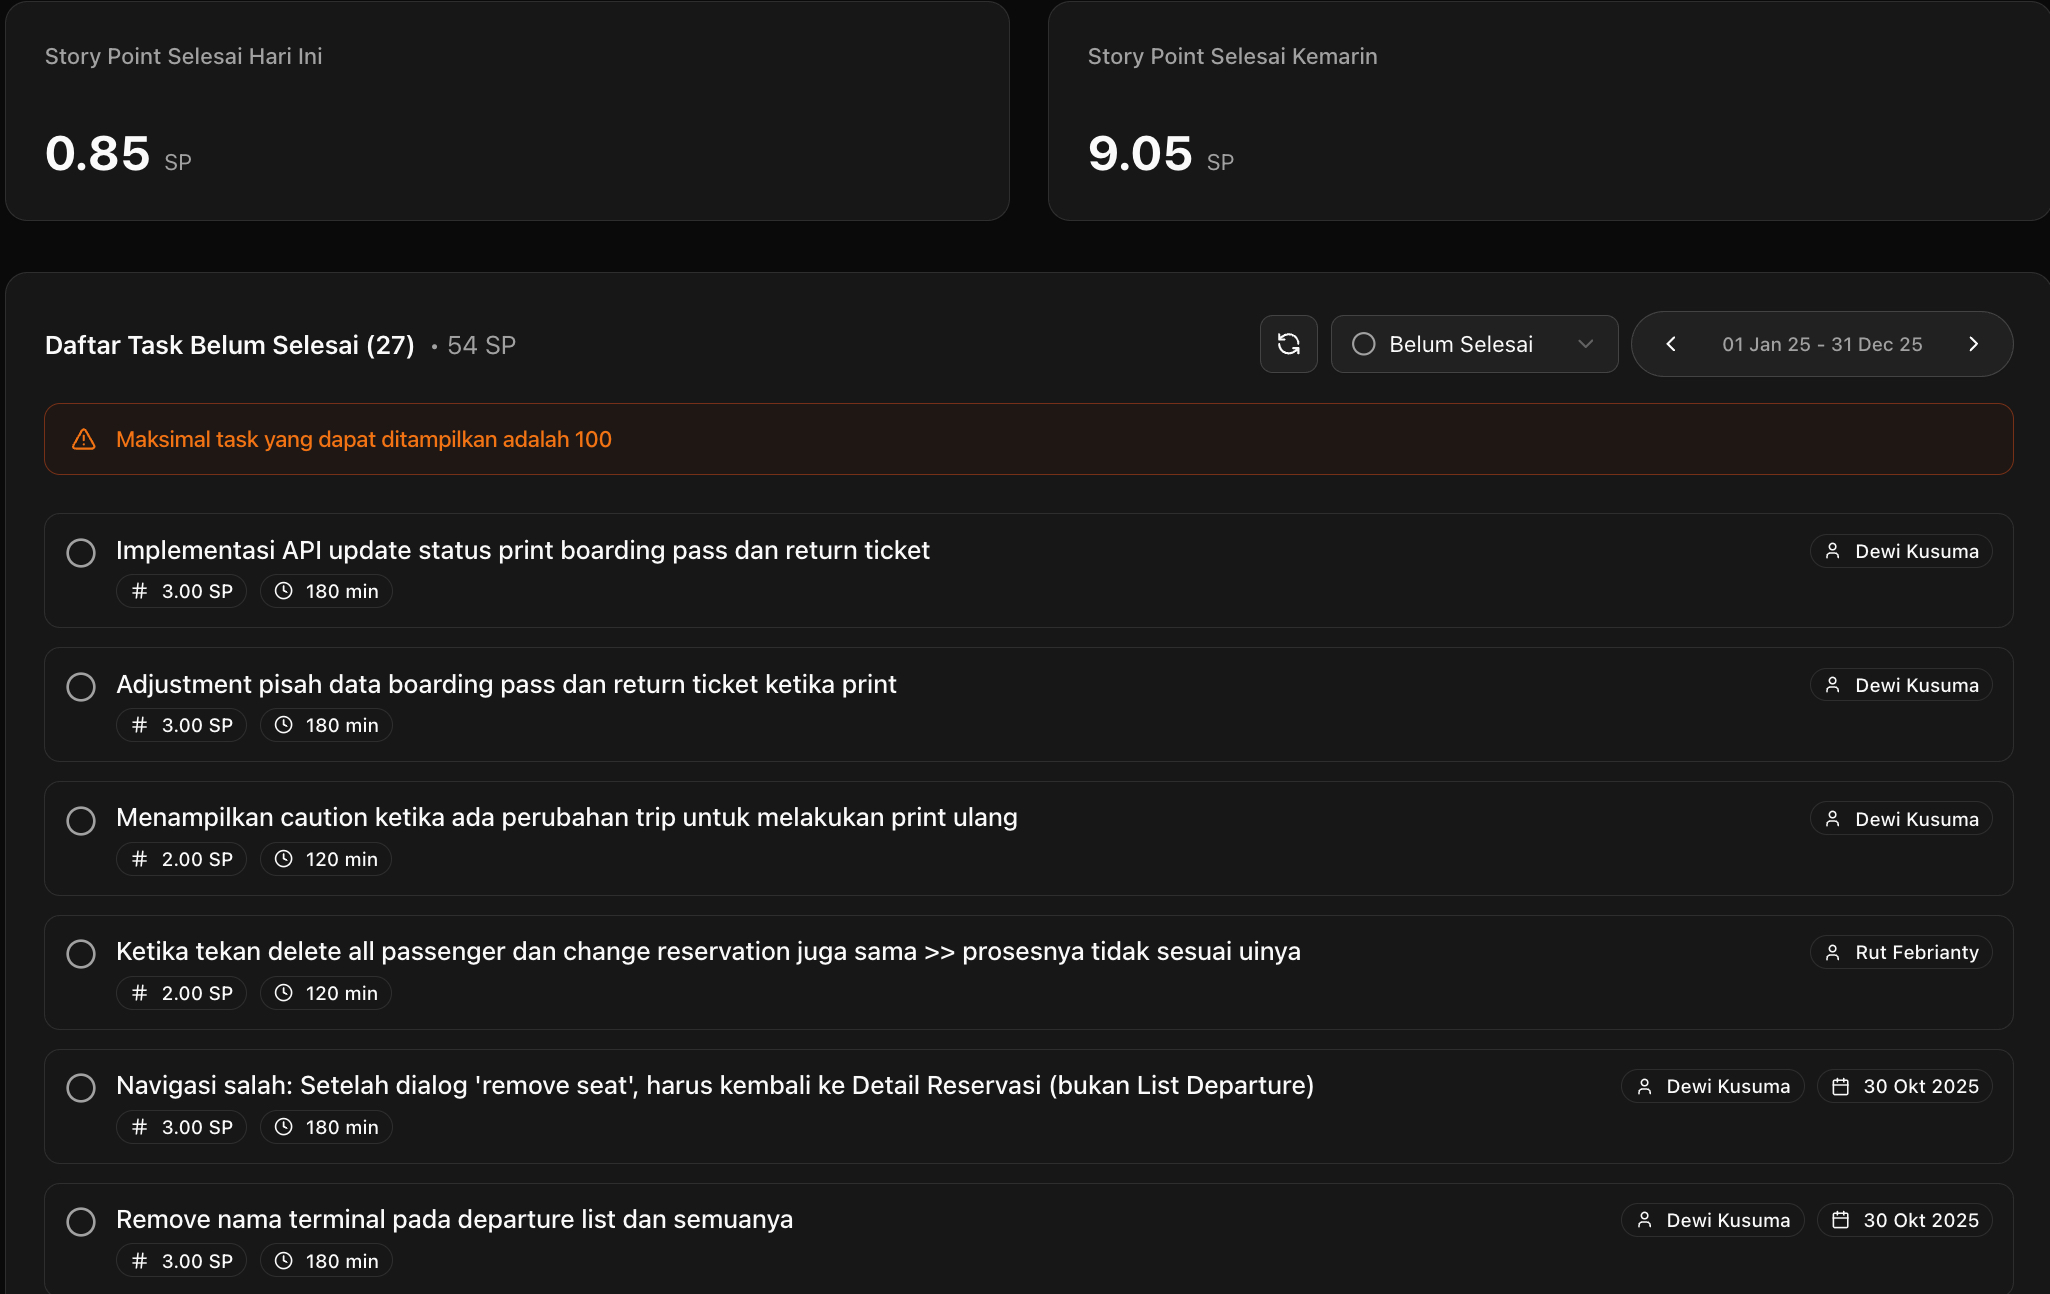 Story Point Selesai Hari Ini
0.85 SP
Story Point Selesai Kemarin
9.05 SP
Daftar Task Belum Selesai (27) • 54 SP
Belum Selesai
01 Jan 25 - 31 Dec 25
Maksimal task yang dapat ditampilkan adalah 100
Implementasi API update status print boarding pass dan return ticket
Dewi Kusuma
# 3.00 SP
180 min
Adjustment pisah data boarding pass dan return ticket ketika print
Dewi Kusuma
# 3.00 SP
180 min
Menampilkan caution ketika ada perubahan trip untuk melakukan print ulang
Dewi Kusuma
# 2.00 SP
120 min
Ketika tekan delete all passenger dan change reservation juga sama >> prosesnya tidak sesuai uinya
Rut Febrianty
# 2.00 SP
120 min
Navigasi salah: Setelah dialog 'remove seat', harus kembali ke Detail Reservasi (bukan List Departure)
Dewi Kusuma
30 Okt 2025
# 3.00 SP
180 min
Remove nama terminal pada departure list dan semuanya
Dewi Kusuma
30 Okt 2025
# 3.00 SP
180 min